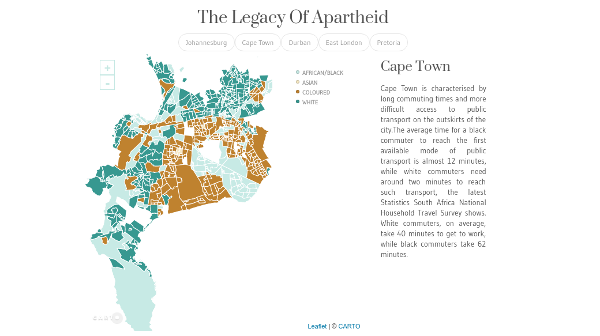 The Legacy Of Apartheid
Johannesburg
Cape Town
Durban
East London
Pretoria
+
-
AFRICAN/BLACK
ASIAN
COLOURED
WHITE
Cape Town
Cape Town is characterised by
long commuting times and more
difficult access to public
transport on the outskirts of the
city.The average time for a black
commuter to reach the first
available mode of public
transport is almost 12 minutes,
while white commuters need
around two minutes to reach
such transport, the latest
Statistics South Africa National
Household Travel Survey shows.
White commuters, on average,
take 40 minutes to get to work,
while black commuters take 62
minutes.
Leaflet | © CARTO